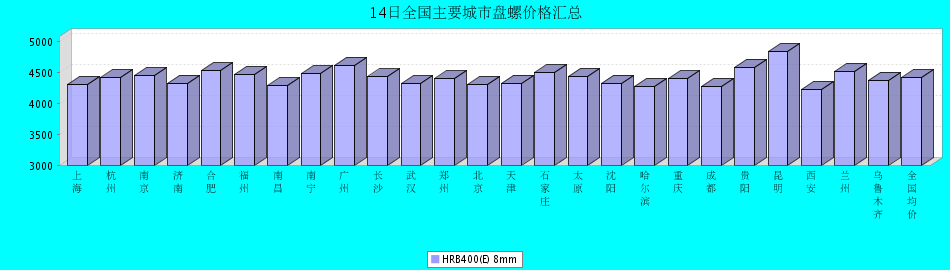 14日全国主要城市盘螺价格汇总
5000
4500
4000
3500
3000
上海
杭州
南京
济南
合肥
福州
南昌
南宁
广州
长沙
武汉
郑州
北京
天津
石家庄
太原
沈阳
哈尔滨
重庆
成都
贵阳
昆明
西安
兰州
乌鲁木齐
全国均价
HRB400(E) 8mm